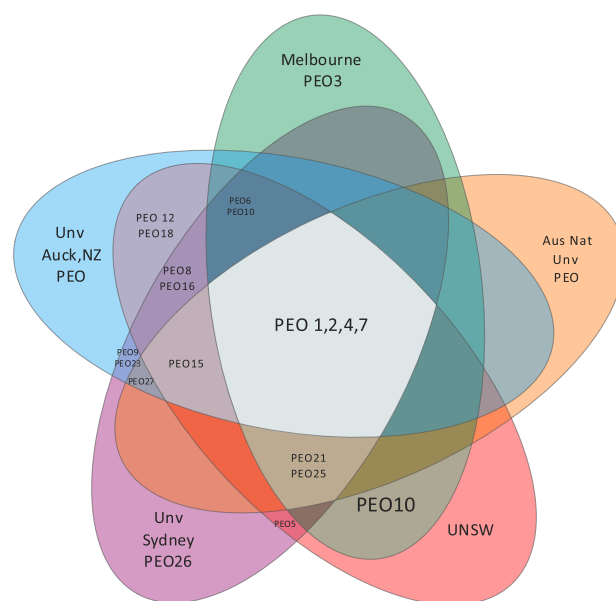 Melbourne
PEO3
PEO6
PEO10
PEO 12
PEO18
Unv
Auck,NZ
PEO
Aus Nat
Unv
PEO
PEO8
PEO16
PEO 1,2,4,7
PEO9
PEO23
PEO15
PEO27
PEO21
PEO25
PEO10
PEO5
UNSW
Unv
Sydney
PEO26